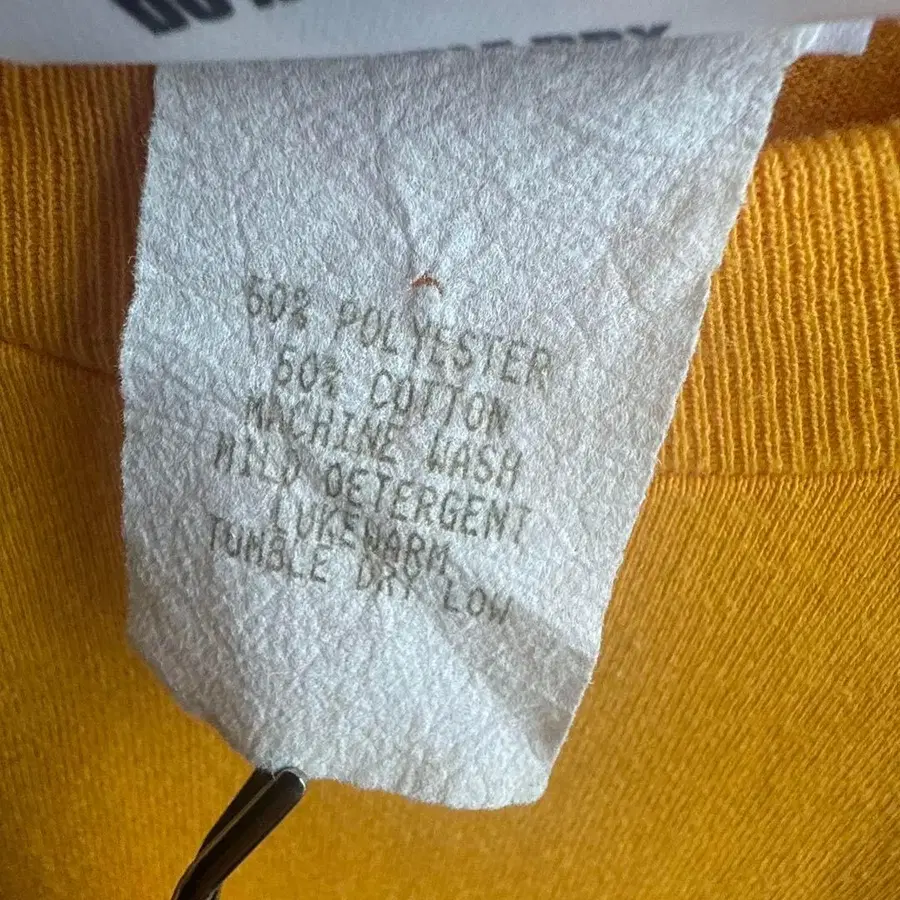 50% POLYESTER
50% COTTON
MACHINE WASH
MILD DETERGENT
LUKEWARM
TUMBLE DRY LOW